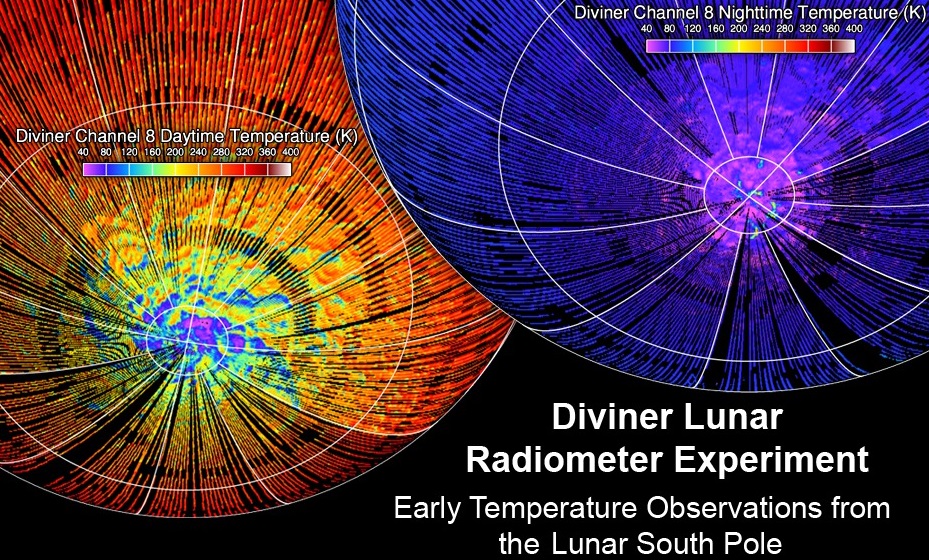 Diviner Channel 8 Daytime Temperature (K)
40 80 120 160 200 240 280 320 360 400
Diviner Channel 8 Nighttime Temperature (K)
40 80 120 160 200 240 280 320 360 400
Diviner Lunar
Radiometer Experiment
Early Temperature Observations from
the Lunar South Pole